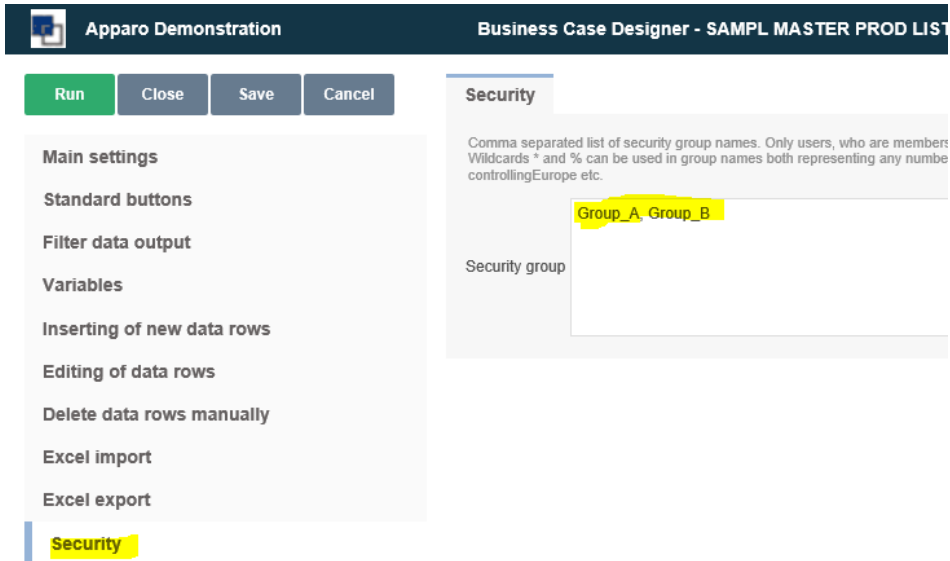 Apparo Demonstration
Business Case Designer - SAMPL MASTER PROD LIST
Run
Close
Save
Cancel
Main settings
Standard buttons
Filter data output
Variables
Inserting of new data rows
Editing of data rows
Delete data rows manually
Excel import
Excel export
Security
Security
Comma separated list of security group names. Only users, who are members
Wildcards * and % can be used in group names both representing any numbe
controllingEurope etc.
Security group
Group_A, Group_B